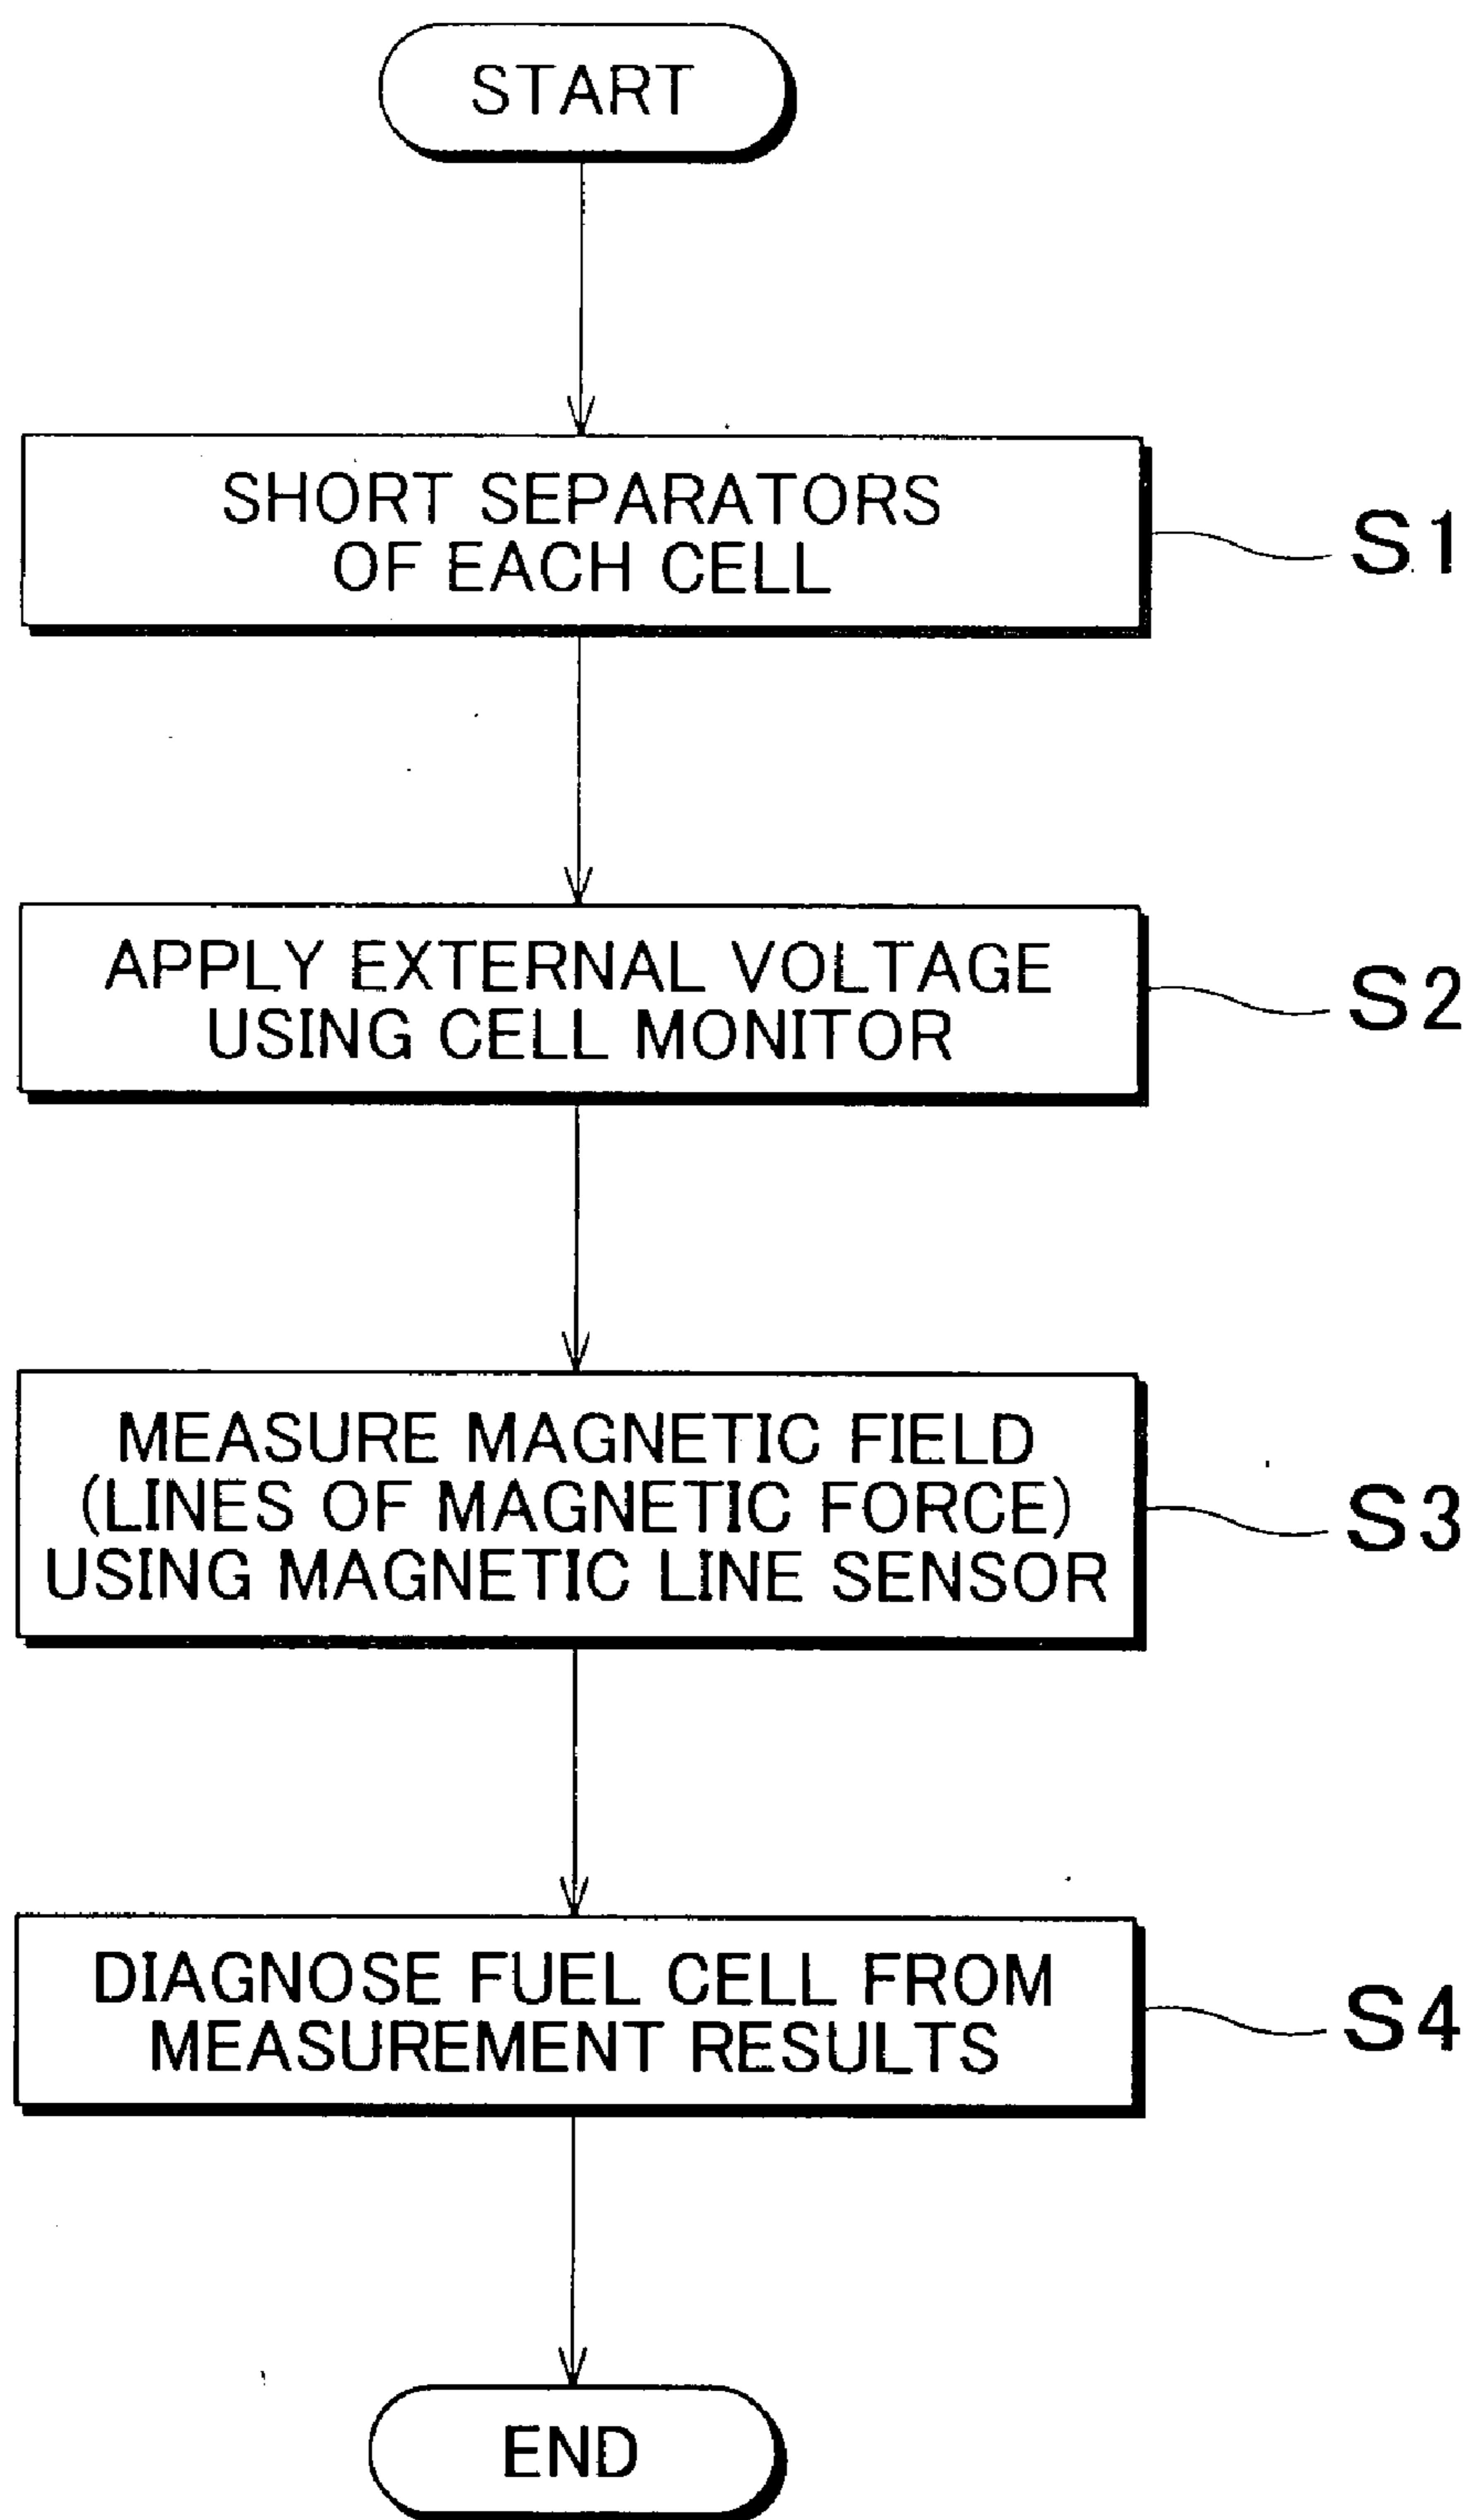 START
SHORT SEPARATORS
OF EACH CELL
S1
APPLY EXTERNAL VOLTAGE
USING CELL MONITOR
S2
MEASURE MAGNETIC FIELD
(LINES OF MAGNETIC FORCE)
USING MAGNETIC LINE SENSOR
S3
DIAGNOSE FUEL CELL FROM
MEASUREMENT RESULTS
S4
END